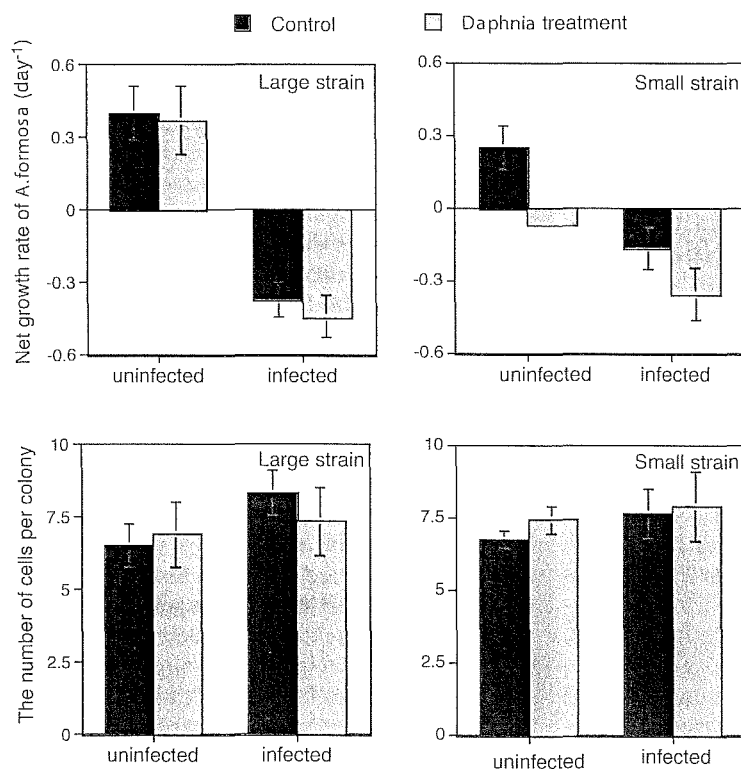 Control
Daphnia treatment
Net growth rate of A.formosa (day-1)
0.6
0.3
0
-0.3
-0.6
Large strain
uninfected
infected
0.6
0.3
0
-0.3
-0.6
Small strain
uninfected
infected
The number of cells per colony
10
7.5
5
2.5
0
Large strain
uninfected
infected
10
7.5
5
2.5
0
Small strain
uninfected
infected